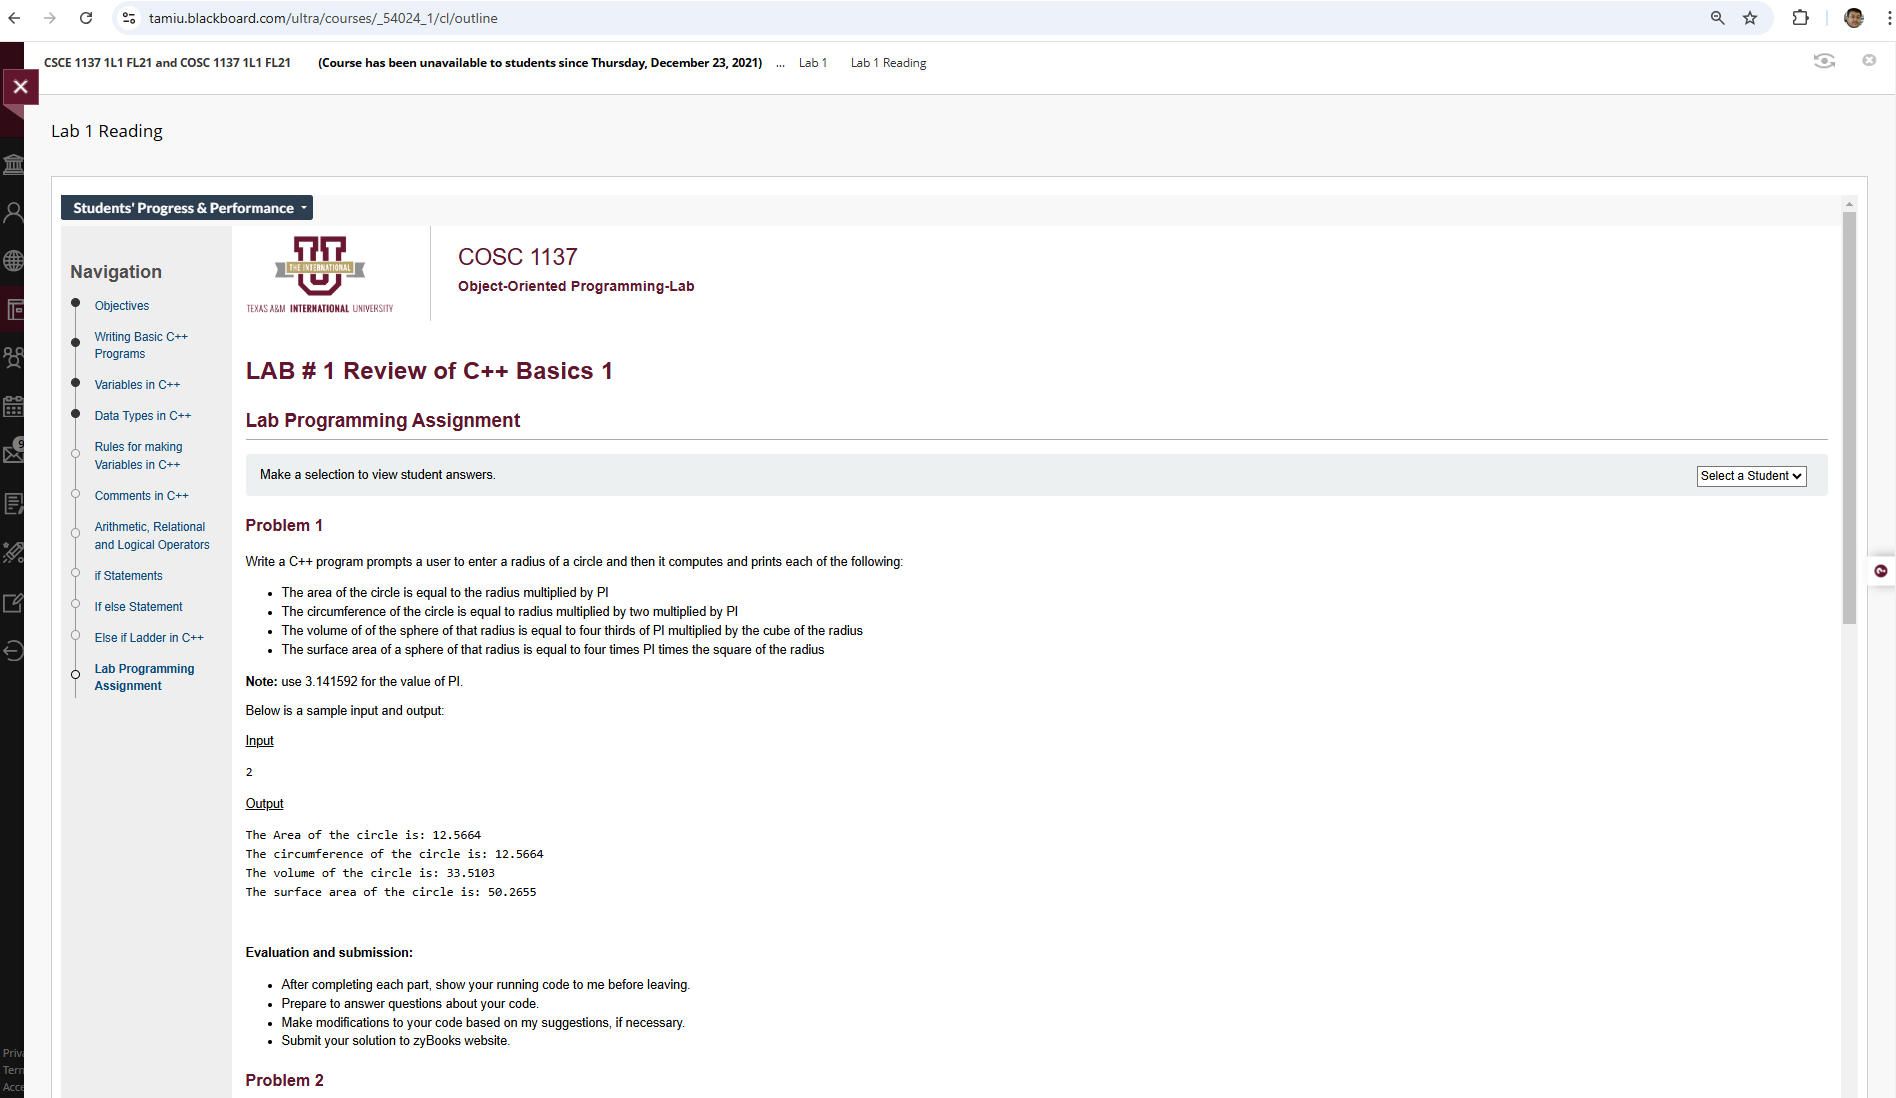 tamiu.blackboard.com/ultra/courses/_54024_1/cl/outline
CSCE 1137 1L1 FL21 and COSC 1137 1L1 FL21 (Course has been unavailable to students since Thursday, December 23, 2021) ... Lab 1 Lab 1 Reading
Lab 1 Reading
Students' Progress & Performance
Navigation
Objectives
Writing Basic C++
Programs
Variables in C++
Data Types in C++
Rules for making
Variables in C++
Comments in C++
Arithmetic, Relational
and Logical Operators
if Statements
If else Statement
Else if Ladder in C++
Lab Programming
Assignment
9
Priva
Term
Acce
THE INTERNATIONAL
U
TEXAS A&M INTERNATIONAL UNIVERSITY
COSC 1137
Object-Oriented Programming-Lab
LAB # 1 Review of C++ Basics 1
Lab Programming Assignment
Make a selection to view student answers.
Select a Student
Problem 1
Write a C++ program prompts a user to enter a radius of a circle and then it computes and prints each of the following:
• The area of the circle is equal to the radius multiplied by PI
• The circumference of the circle is equal to radius multiplied by two multiplied by PI
• The volume of of the sphere of that radius is equal to four thirds of PI multiplied by the cube of the radius
• The surface area of a sphere of that radius is equal to four times PI times the square of the radius
Note: use 3.141592 for the value of PI.
Below is a sample input and output:
Input
2
Output
The Area of the circle is: 12.5664
The circumference of the circle is: 12.5664
The volume of the circle is: 33.5103
The surface area of the circle is: 50.2655
Evaluation and submission:
• After completing each part, show your running code to me before leaving.
• Prepare to answer questions about your code.
• Make modifications to your code based on my suggestions, if necessary.
• Submit your solution to zyBooks website.
Problem 2